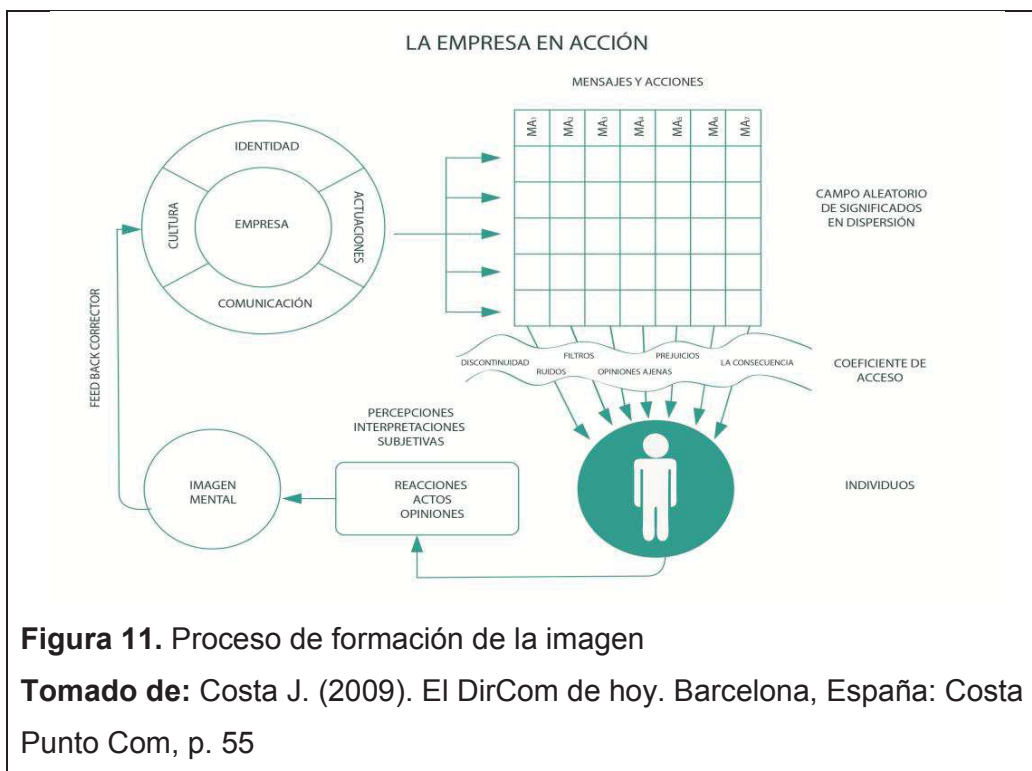 LA EMPRESA EN ACCIÓN
MENSAJES Y ACCIONES
MA1 MA2 MA3 MA4 MA5 MA6 MA7
IDENTIDAD
CULTURA
EMPRESA
ACTUACIONES
COMUNICACIÓN
CAMPO ALEATORIO
DE SIGNIFICADOS
EN DISPERSIÓN
FEED BACK CORRECTOR
DISCONTINUIDAD
FILTROS
PREJUICIOS
LA CONSECUENCIA
RUIDOS
OPINIONES AJENAS
COEFICIENTE DE
ACCESO
PERCEPCIONES
INTERPRETACIONES
SUBJETIVAS
IMAGEN
MENTAL
REACCIONES
ACTOS
OPINIONES
INDIVIDUOS
Figura 11. Proceso de formación de la imagen
Tomado de: Costa J. (2009). El DirCom de hoy. Barcelona, España: Costa
Punto Com, p. 55